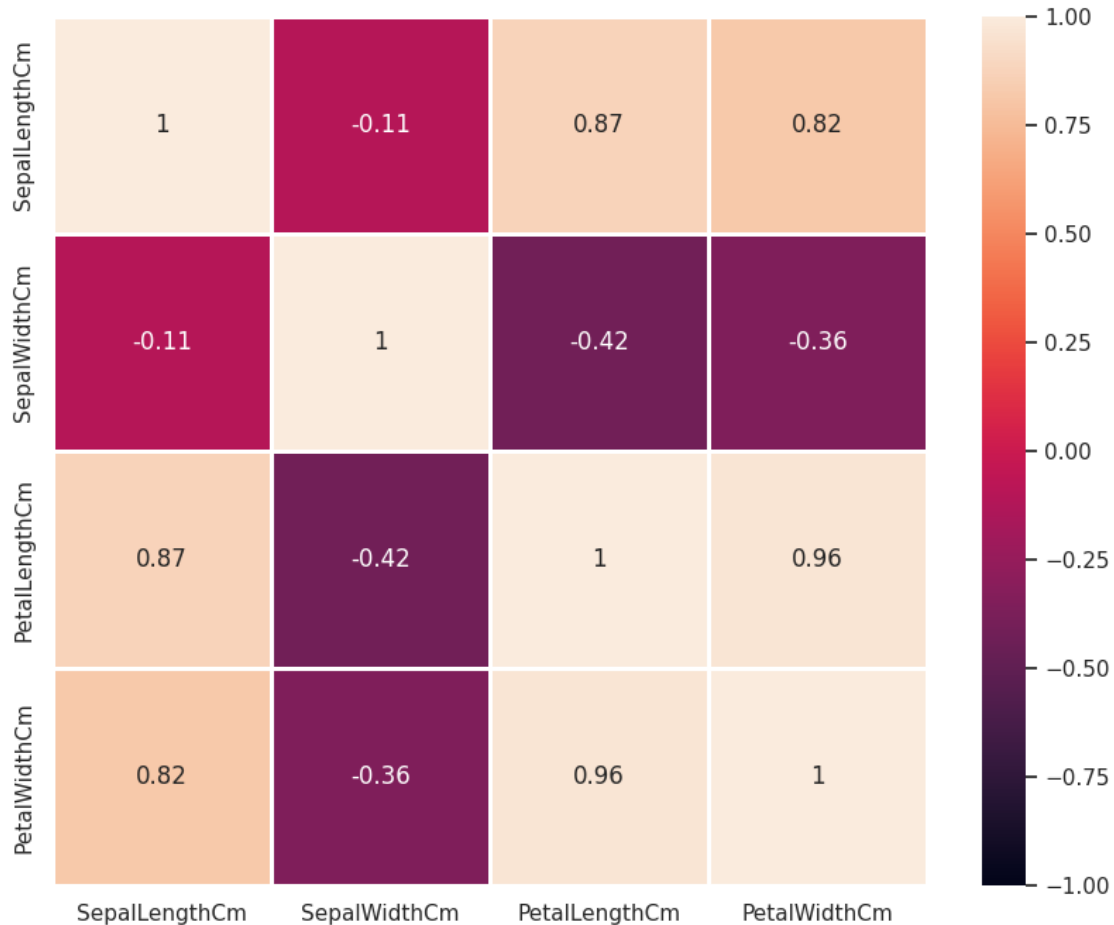 1.00
SepalLengthCm
1 -0.11 0.87 0.82
0.75
0.50
SepalWidthCm
-0.11 1 -0.42 -0.36
0.25
0.00
PetalLengthCm
0.87 -0.42 1 0.96
−0.25
−0.50
PetalWidthCm
0.82 -0.36 0.96 1
−0.75
−1.00
SepalLengthCm SepalWidthCm PetalLengthCm PetalWidthCm